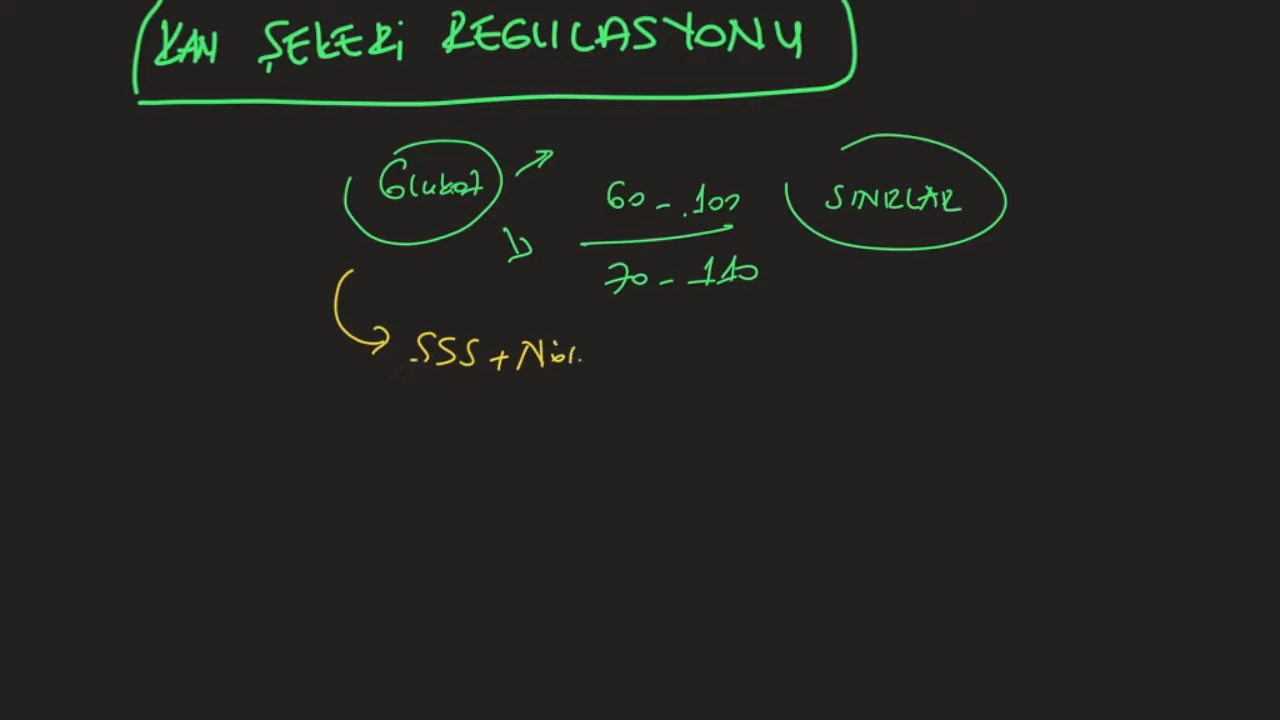 KAN ŞEKERİ REGULASYONU
Glukoz
60 - 100
SINIRLAR
70 - 110
SSS + Nör.